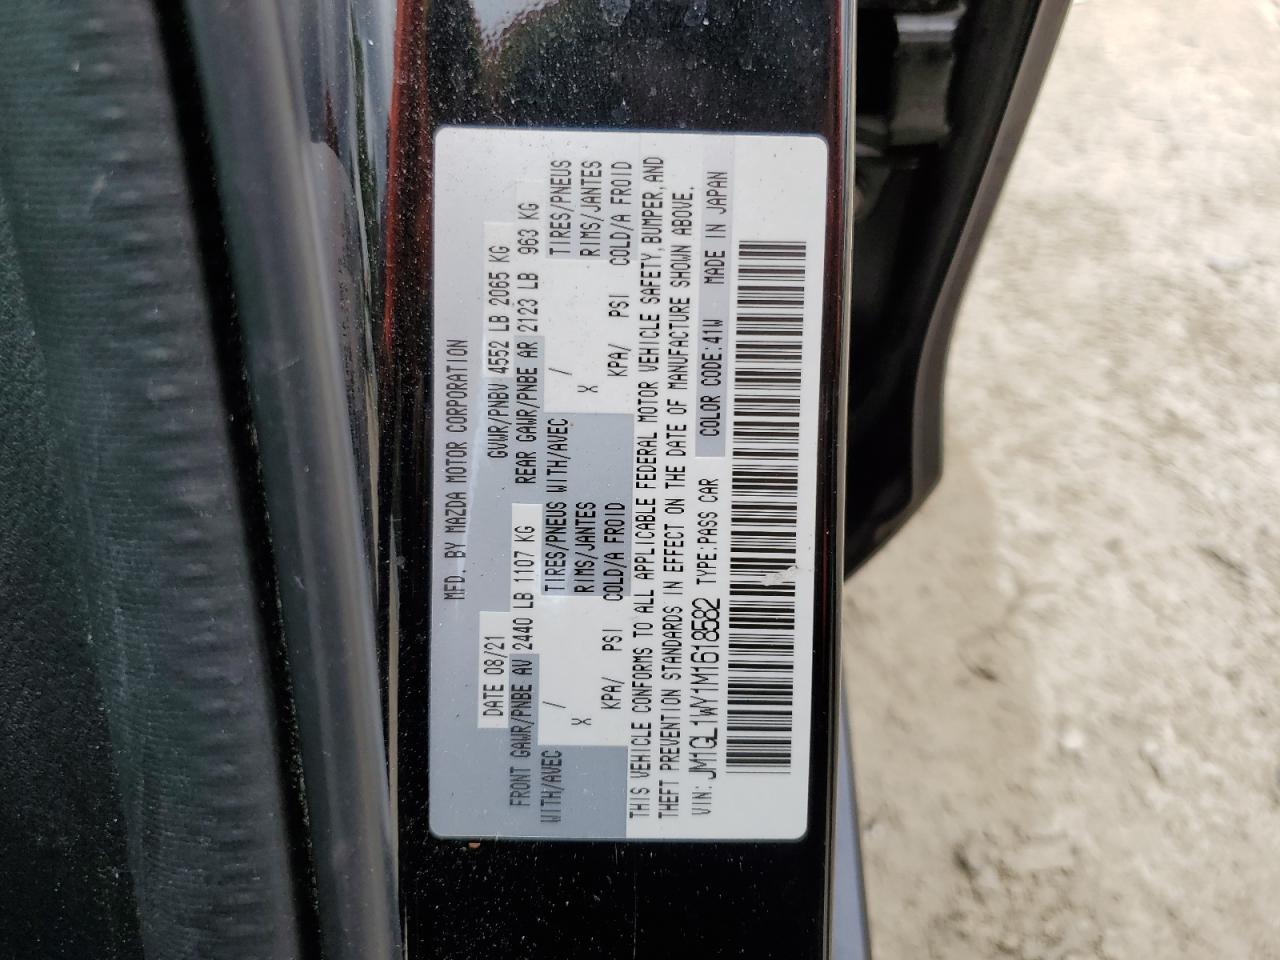 MFD. BY MAZDA MOTOR CORPORATION
DATE 08/21 GVWR/PNBV 4552 LB 2065 KG
FRONT GAWR/PNBE AV 2440 LB 1107 KG REAR GAWR/PNBE AR 2123 LB 963 KG
WITH/AVEC / TIRES/PNEUS WITH/AVEC / TIRES/PNEUS
X RIMS/JANTES X RIMS/JANTES
KPA/ PSI COLD/A FROID KPA/ PSI COLD/A FROID
THIS VEHICLE CONFORMS TO ALL APPLICABLE FEDERAL MOTOR VEHICLE SAFETY, BUMPER, AND
THEFT PREVENTION STANDARDS IN EFFECT ON THE DATE OF MANUFACTURE SHOWN ABOVE.
VIN: JM1GL1WY1M1618582 TYPE: PASS CAR COLOR CODE: 41W MADE IN JAPAN